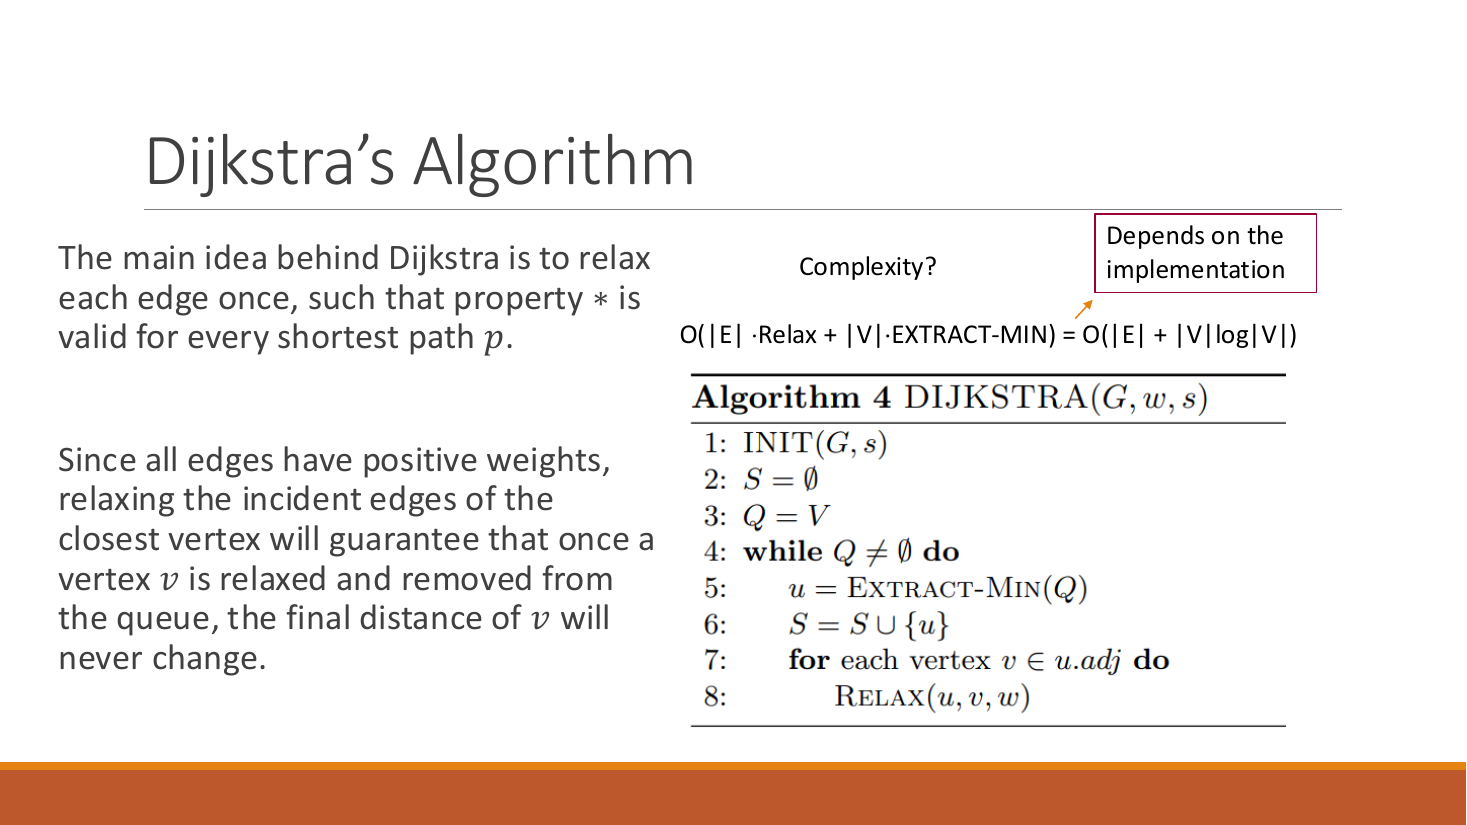 Dijkstra’s Algorithm
The main idea behind Dijkstra is to relax
each edge once, such that property ∗ is
valid for every shortest path 𝑝.
Since all edges have positive weights,
relaxing the incident edges of the
closest vertex will guarantee that once a
vertex 𝑣 is relaxed and removed from
the queue, the final distance of 𝑣 will
never change.
Complexity?
Depends on the
implementation
O(|E| ·Relax + |V|·EXTRACT-MIN) = O(|E| + |V|log|V|)
Algorithm 4 DIJKSTRA(G, w, s)
1: INIT(G, s)
2: S = ∅
3: Q = V
4: while Q ≠ ∅ do
5: u = EXTRACT-MIN(Q)
6: S = S ∪ {u}
7: for each vertex v ∈ u.adj do
8: RELAX(u, v, w)